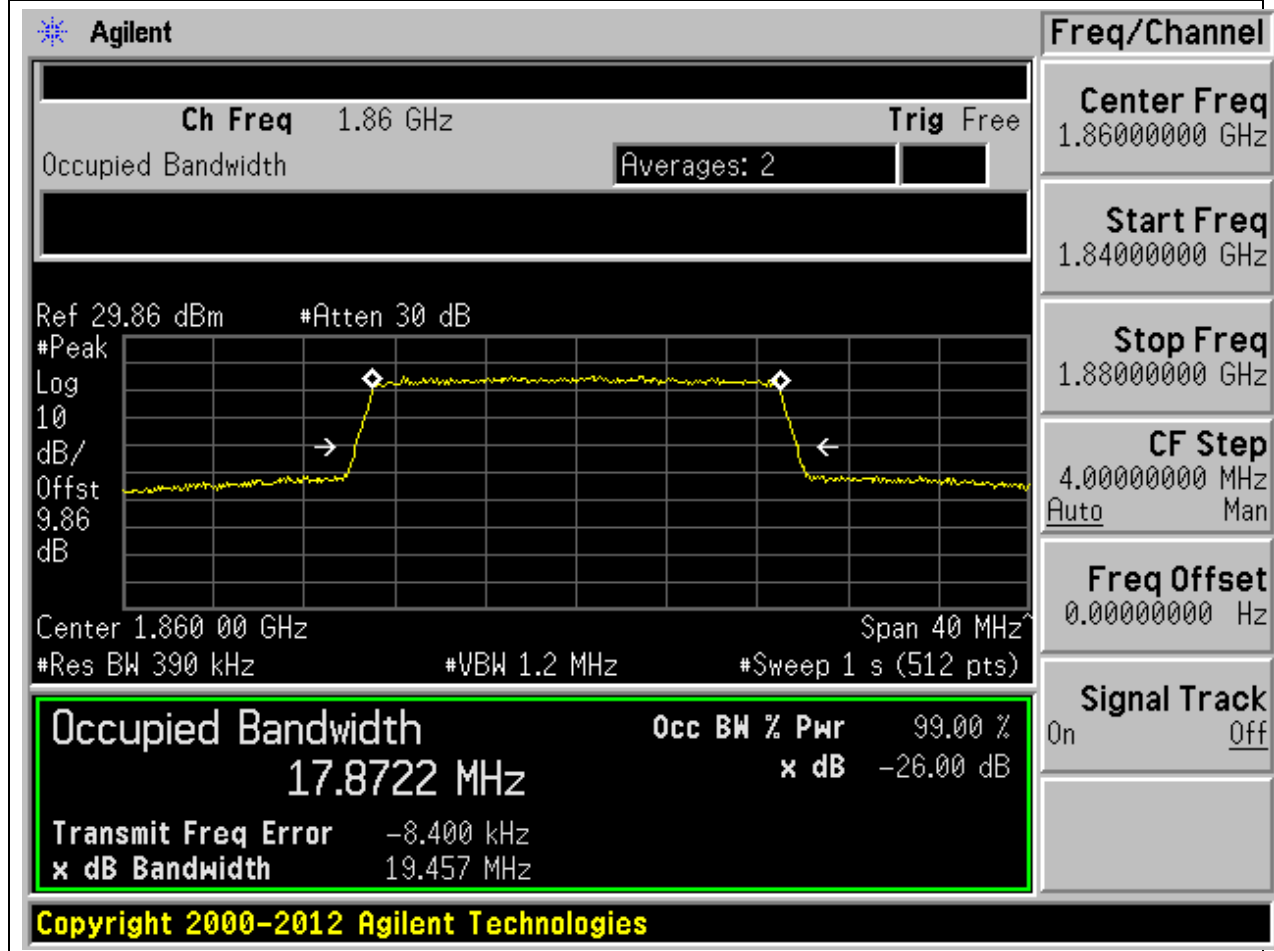 Agilent
Freq/Channel
Ch Freq 1.86 GHz Trig Free
Occupied Bandwidth Averages: 2
Ref 29.86 dBm #Atten 30 dB
#Peak
Log
10
dB/
Offst
9.86
dB
Center 1.860 00 GHz Span 40 MHz^
#Res BW 390 kHz #VBW 1.2 MHz #Sweep 1 s (512 pts)
Occupied Bandwidth Occ BW % Pwr 99.00 %
17.8722 MHz x dB -26.00 dB
Transmit Freq Error -8.400 kHz
x dB Bandwidth 19.457 MHz
Copyright 2000-2012 Agilent Technologies
Center Freq
1.86000000 GHz
Start Freq
1.84000000 GHz
Stop Freq
1.88000000 GHz
CF Step
4.00000000 MHz
Auto Man
Freq Offset
0.00000000 Hz
Signal Track
On Off